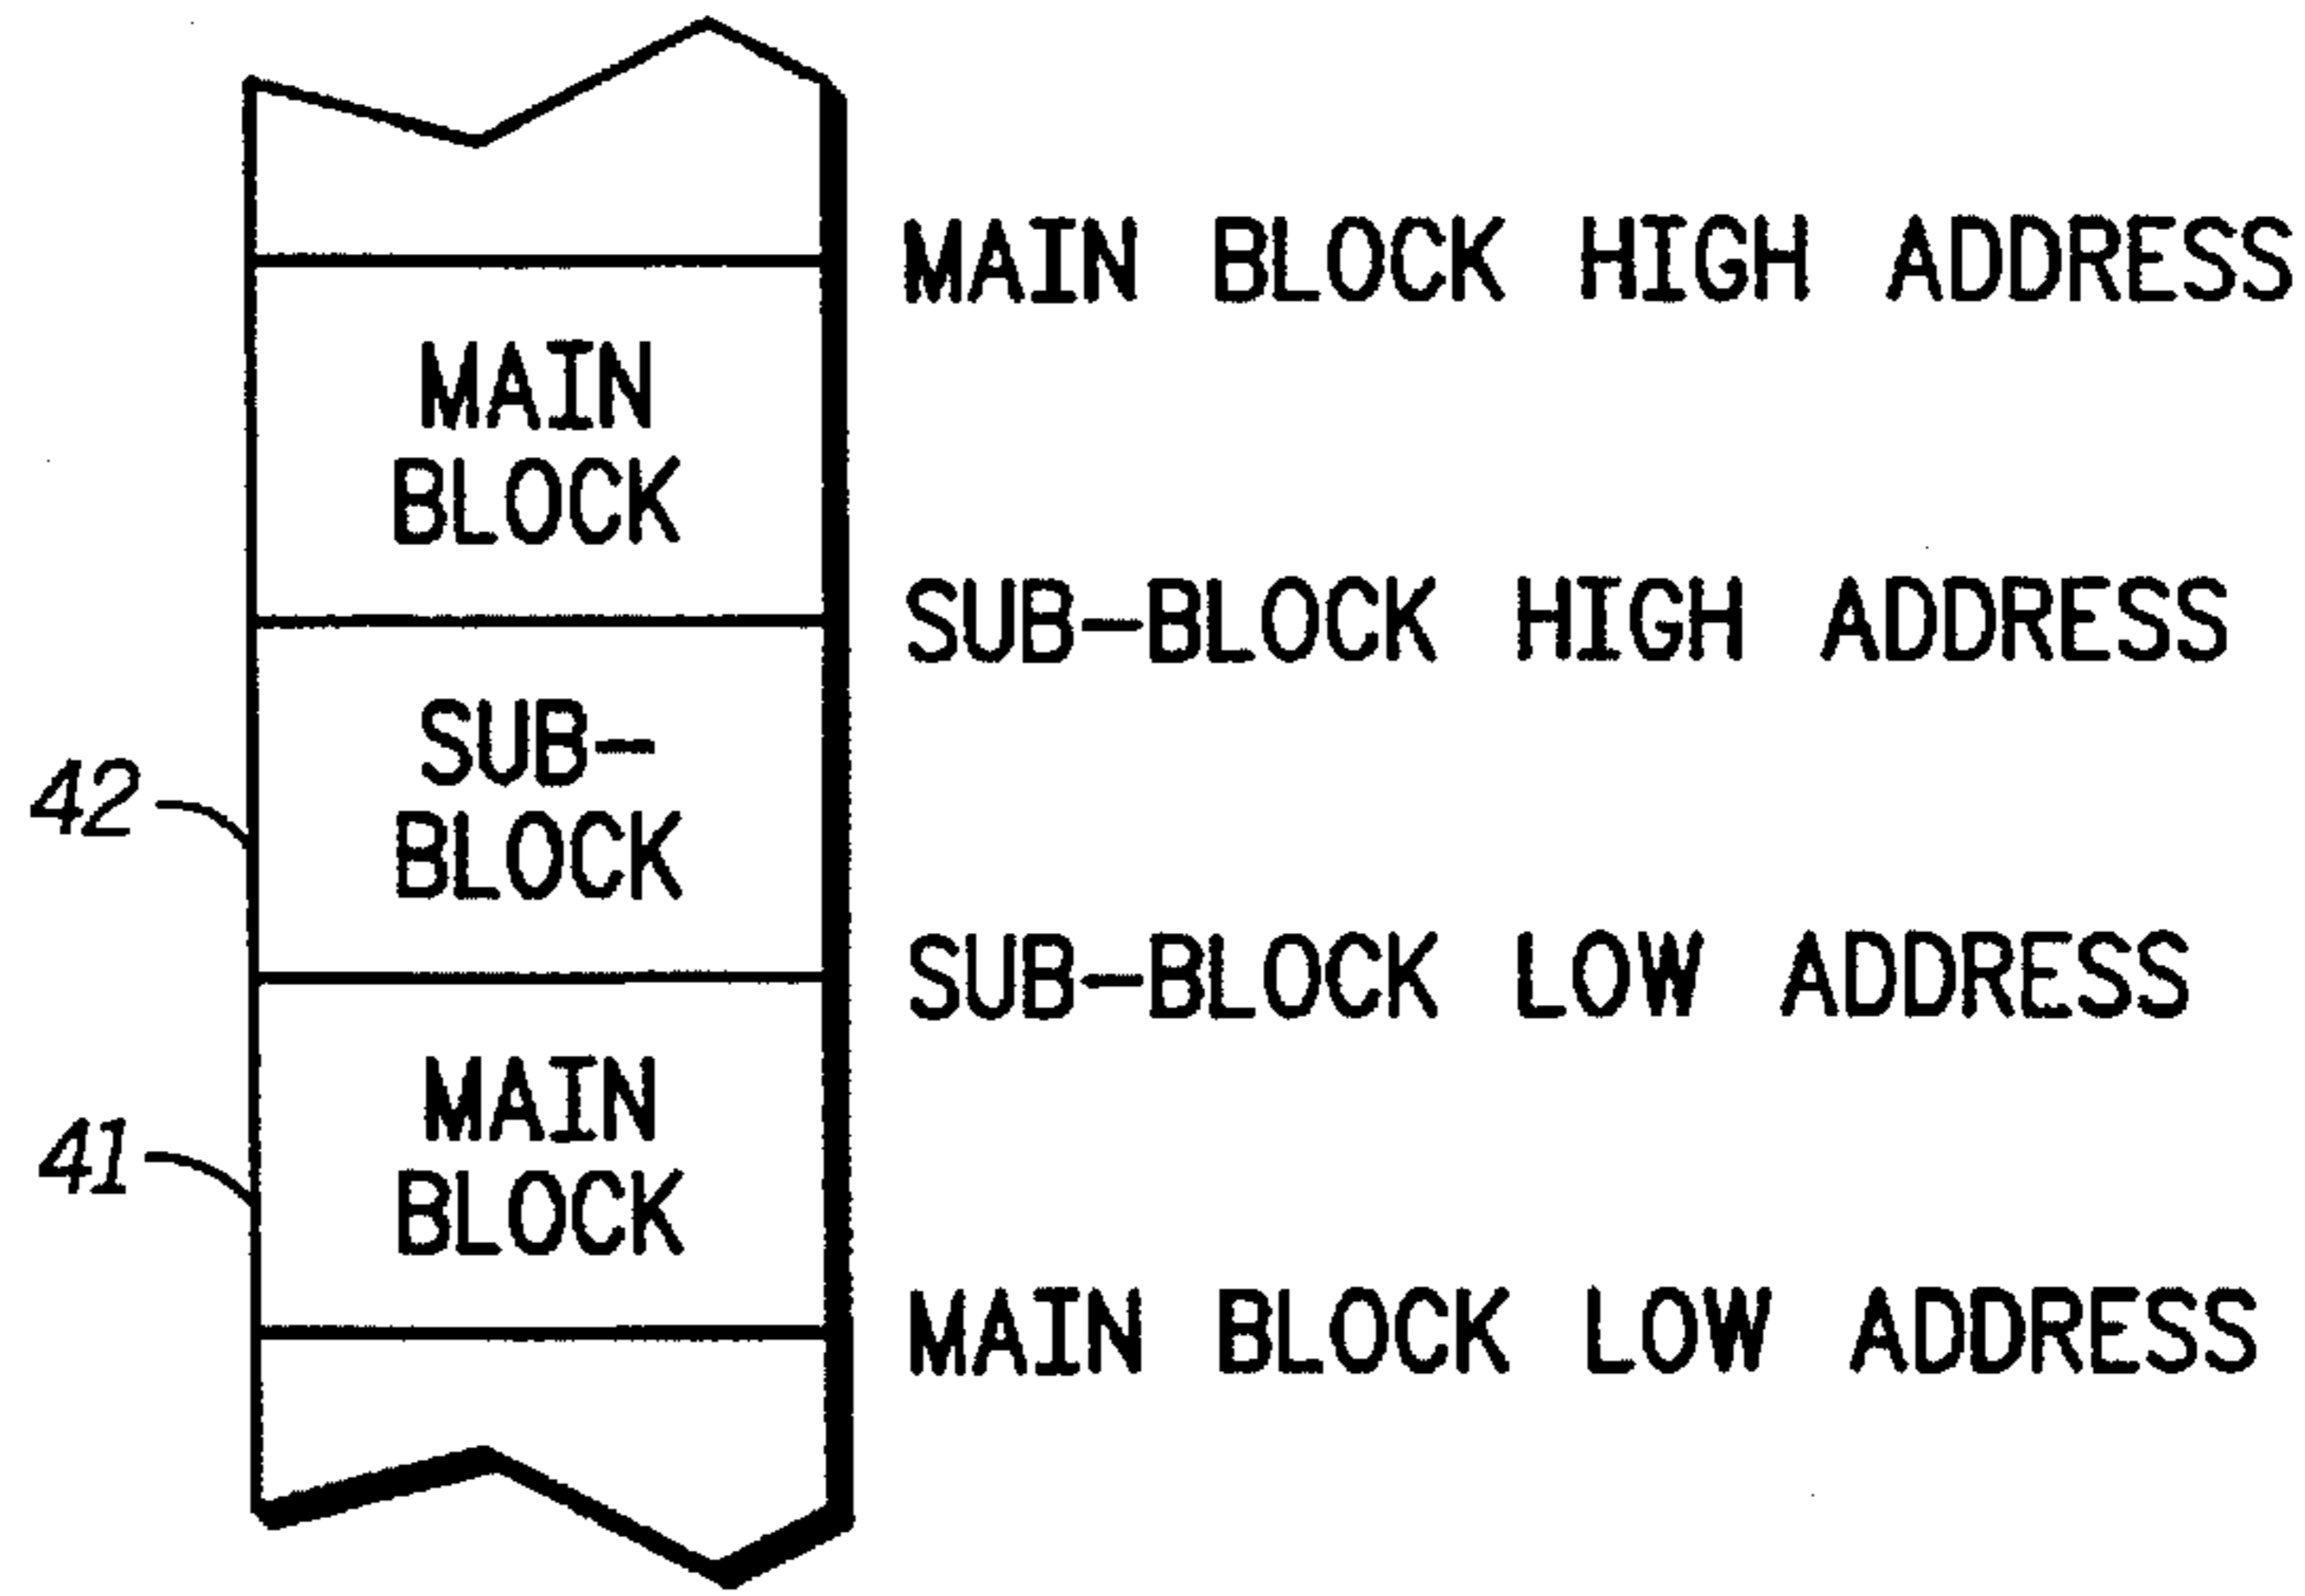 MAIN BLOCK HIGH ADDRESS
MAIN
BLOCK
SUB-BLOCK HIGH ADDRESS
SUB-
BLOCK
42
SUB-BLOCK LOW ADDRESS
MAIN
BLOCK
41
MAIN BLOCK LOW ADDRESS